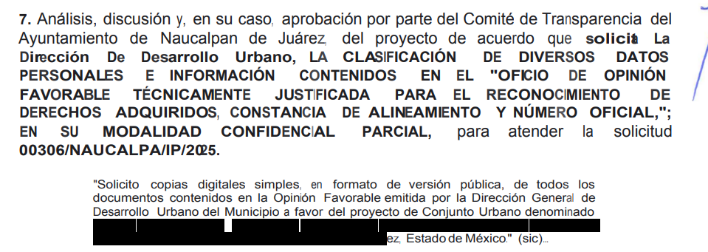 7. Análisis, discusión y, en su caso, aprobación por parte del Comité de Transparencia del
Ayuntamiento de Naucalpan de Juárez, del proyecto de acuerdo que solicita La
Dirección De Desarrollo Urbano, LA CLASIFICACIÓN DE DIVERSOS DATOS
PERSONALES E INFORMACIÓN CONTENIDOS EN EL "OFICIO DE OPINIÓN
FAVORABLE TÉCNICAMENTE JUSTIFICADA PARA EL RECONOCIMIENTO DE
DERECHOS ADQUIRIDOS, CONSTANCIA DE ALINEAMIENTO Y NÚMERO OFICIAL,";
EN SU MODALIDAD CONFIDENCIAL PARCIAL, para atender la solicitud
00306/NAUCALPA/IP/2025.
"Solicito copias digitales simples, en formato de versión pública, de todos los
documentos contenidos en la Opinión Favorable emitida por la Dirección General de
Desarrollo Urbano del Municipio a favor del proyecto de Conjunto Urbano denominado
ez, Estado de México." (sic)...